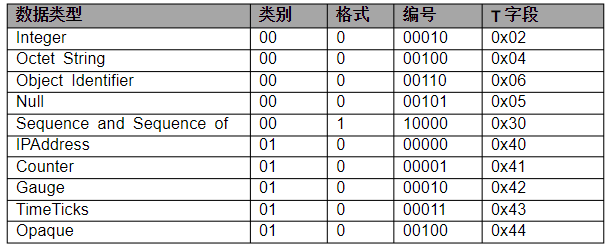 数据类型 类别 格式 编号 T 字段
Integer 00 0 00010 0x02
Octet String 00 0 00100 0x04
Object Identifier 00 0 00110 0x06
Null 00 0 00101 0x05
Sequence and Sequence of 00 1 10000 0x30
IPAddress 01 0 00000 0x40
Counter 01 0 00001 0x41
Gauge 01 0 00010 0x42
TimeTicks 01 0 00011 0x43
Opaque 01 0 00100 0x44